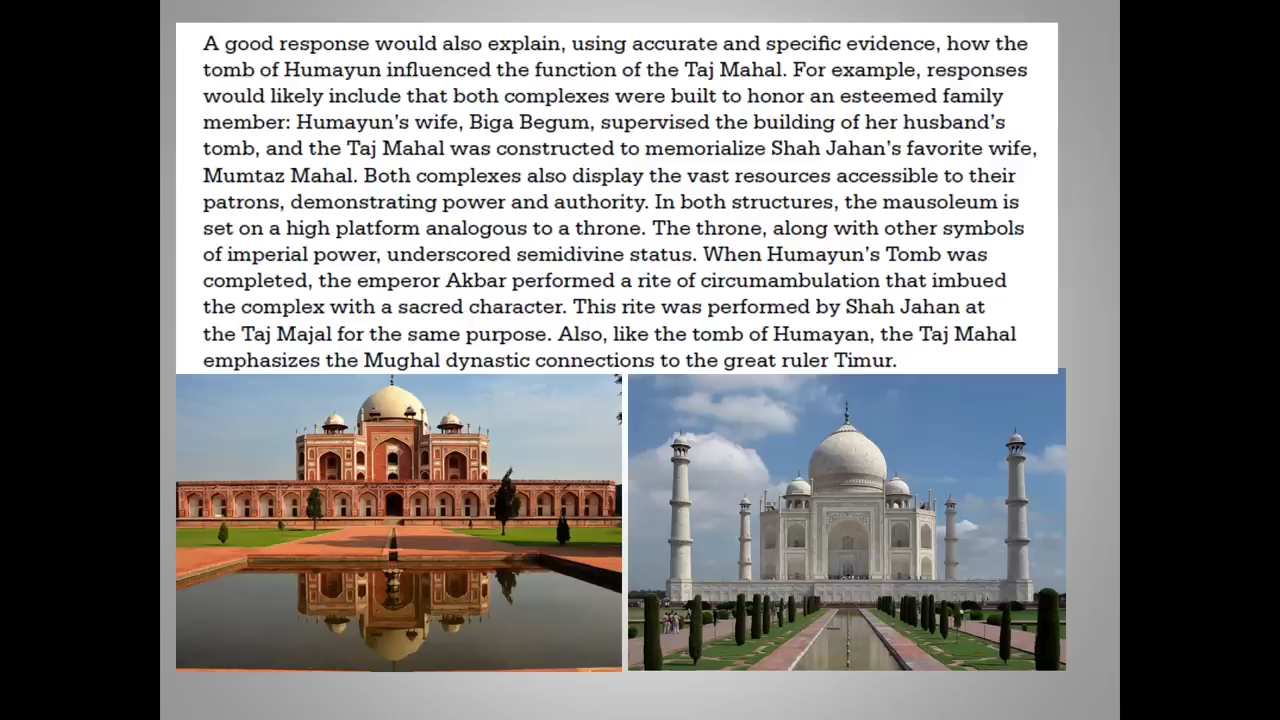 A good response would also explain, using accurate and specific evidence, how the
tomb of Humayun influenced the function of the Taj Mahal. For example, responses
would likely include that both complexes were built to honor an esteemed family
member: Humayun's wife, Biga Begum, supervised the building of her husband's
tomb, and the Taj Mahal was constructed to memorialize Shah Jahan's favorite wife,
Mumtaz Mahal. Both complexes also display the vast resources accessible to their
patrons, demonstrating power and authority. In both structures, the mausoleum is
set on a high platform analogous to a throne. The throne, along with other symbols
of imperial power, underscored semidivine status. When Humayun's Tomb was
completed, the emperor Akbar performed a rite of circumambulation that imbued
the complex with a sacred character. This rite was performed by Shah Jahan at
the Taj Majal for the same purpose. Also, like the tomb of Humayan, the Taj Mahal
emphasizes the Mughal dynastic connections to the great ruler Timur.